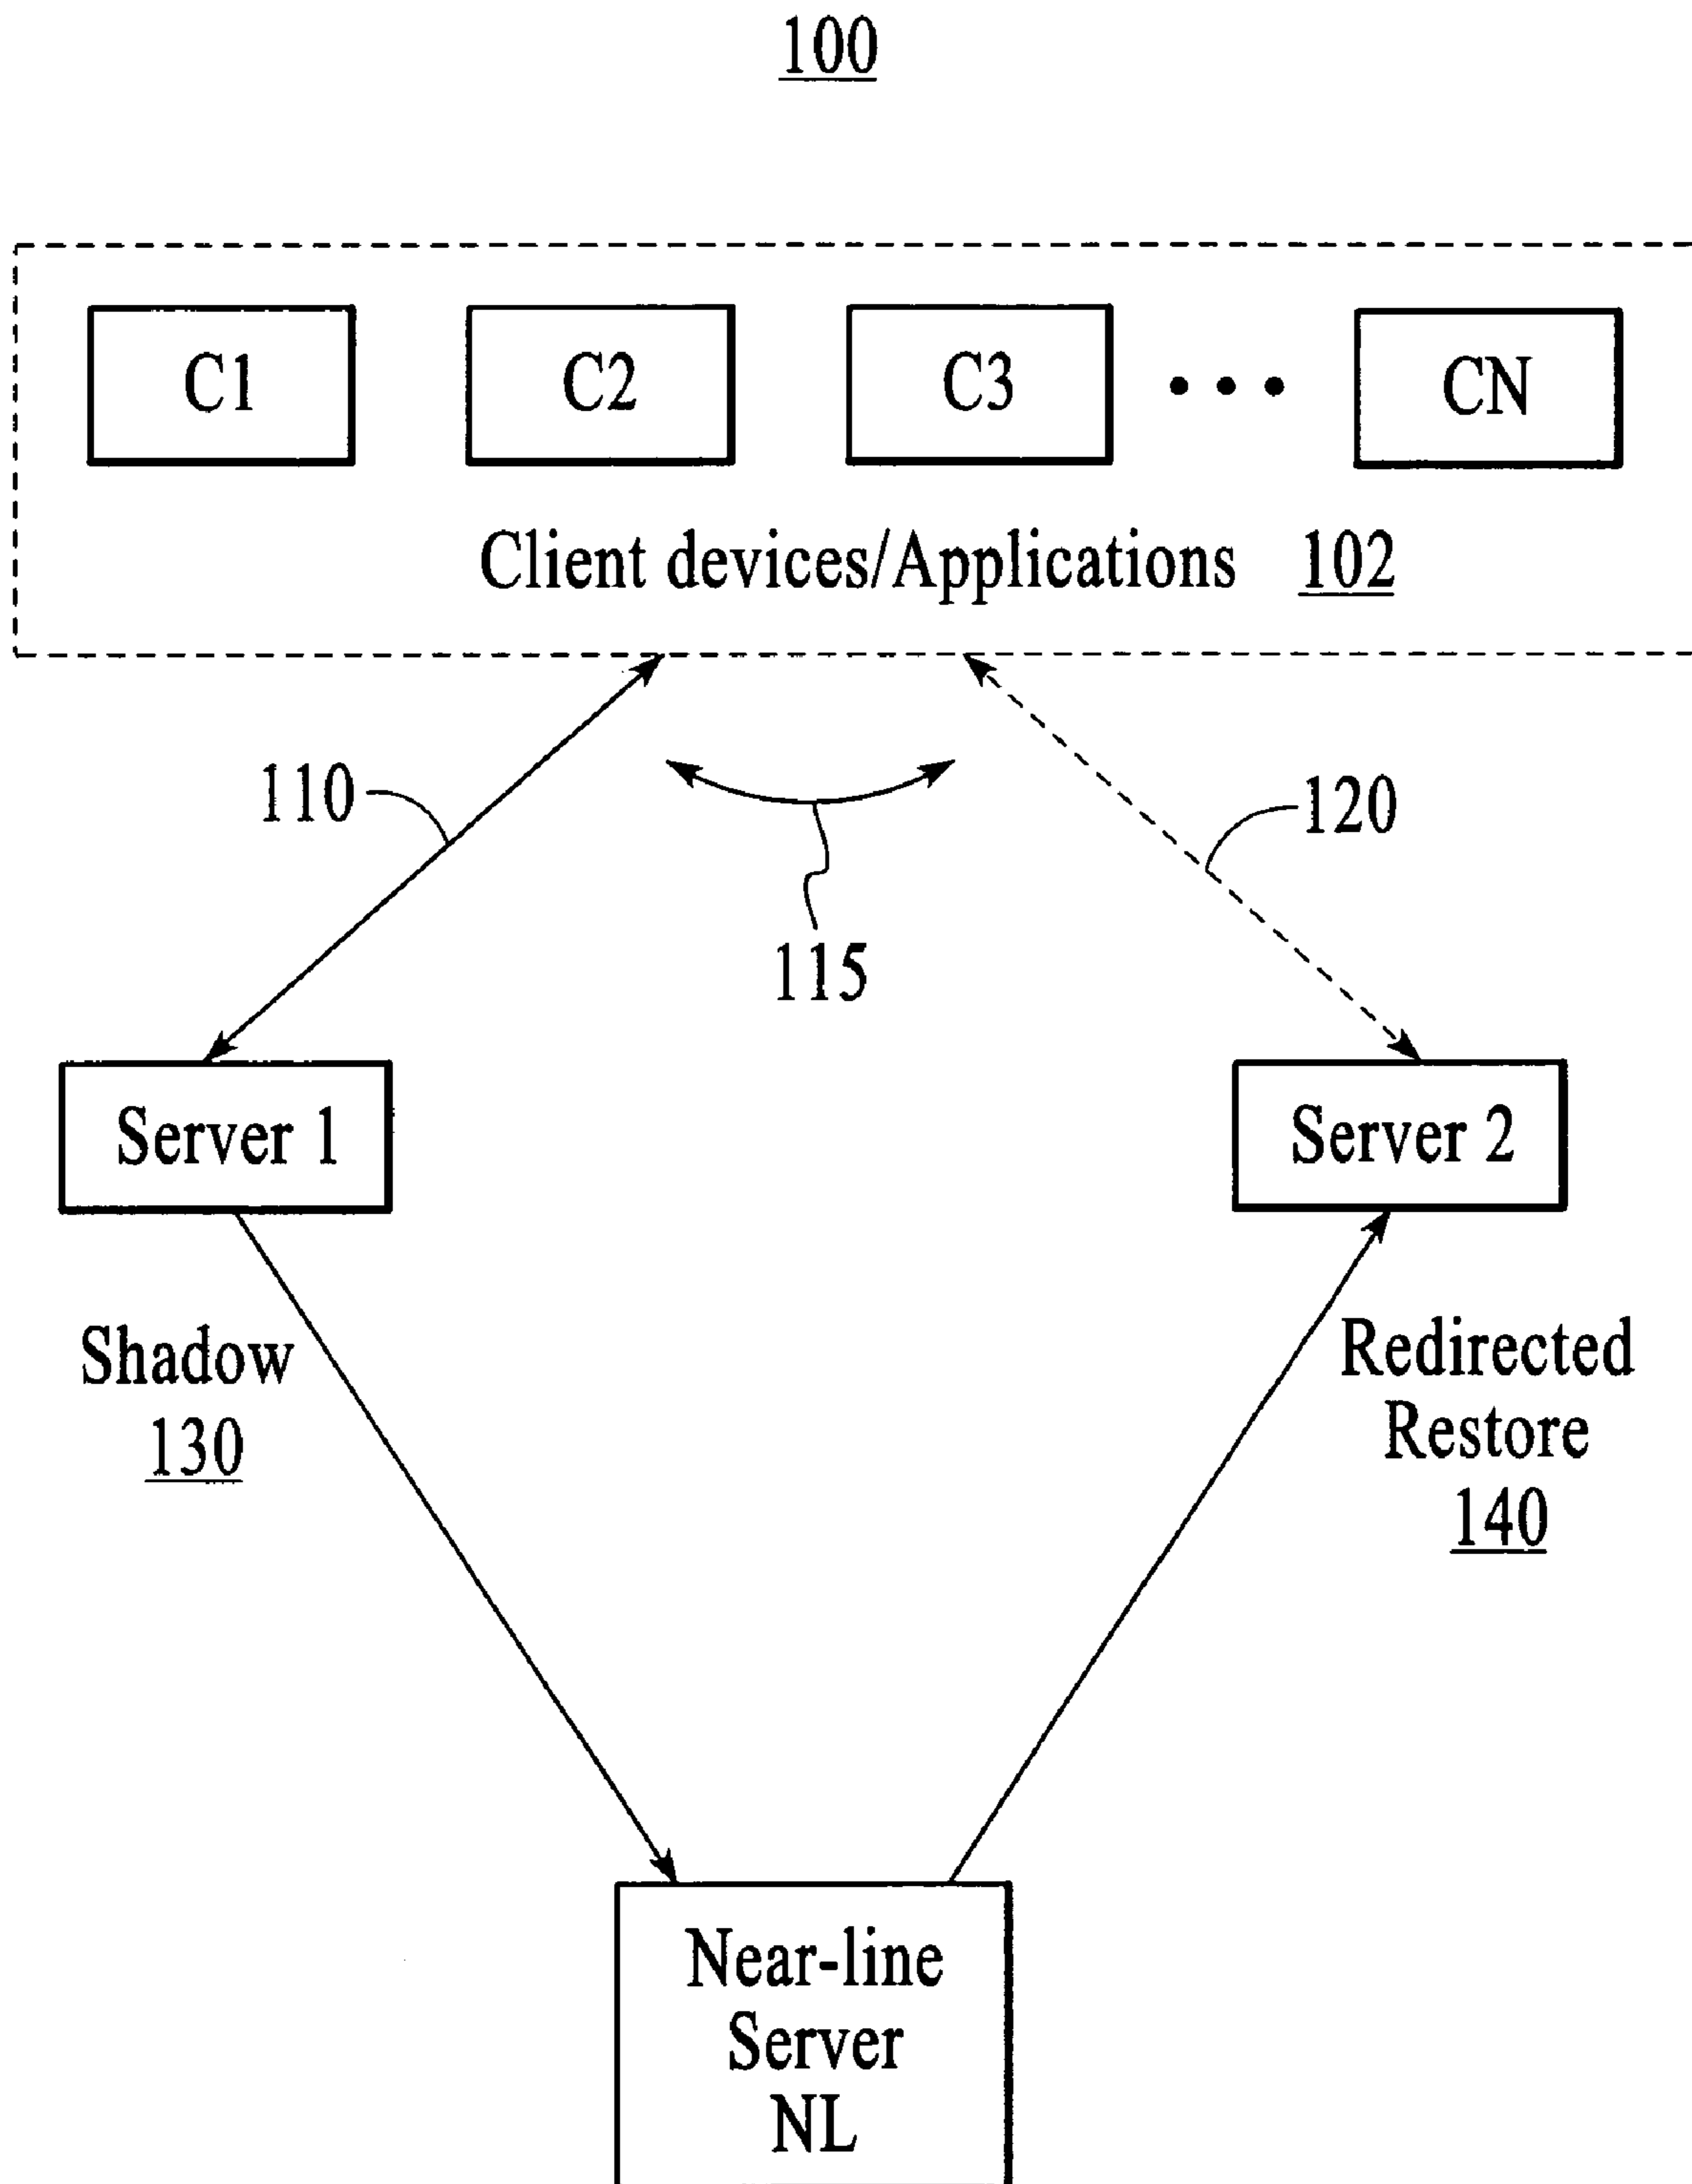 100
C1
C2
C3
CN
Client devices/Applications 102
110
120
115
Server 1
Server 2
Shadow
130
Redirected
Restore
140
Near-line
Server
NL